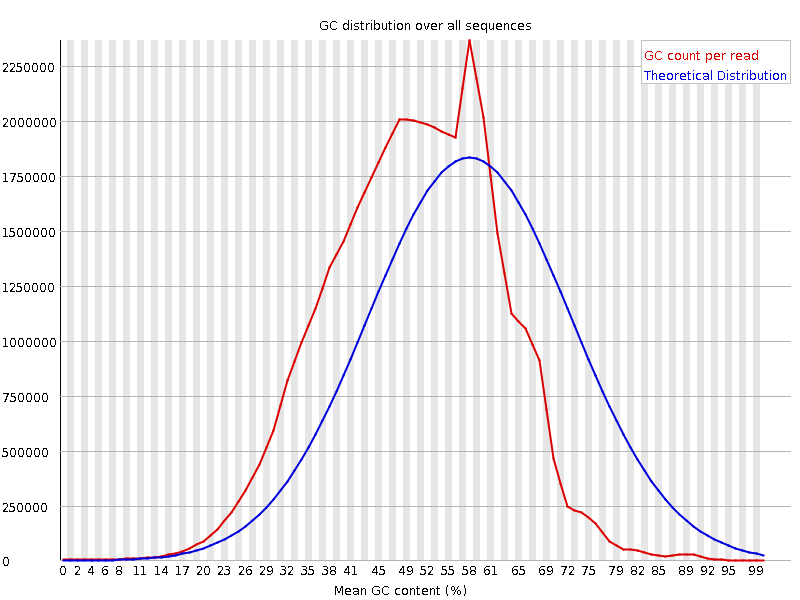 GC distribution over all sequences
GC count per read
Theoretical Distribution
2250000
2000000
1750000
1500000
1250000
1000000
750000
500000
250000
0
0 2 4 6 8 11 14 17 20 23 26 29 32 35 38 41 45 49 52 55 58 61 65 69 72 75 79 82 85 89 92 95 99
Mean GC content (%)